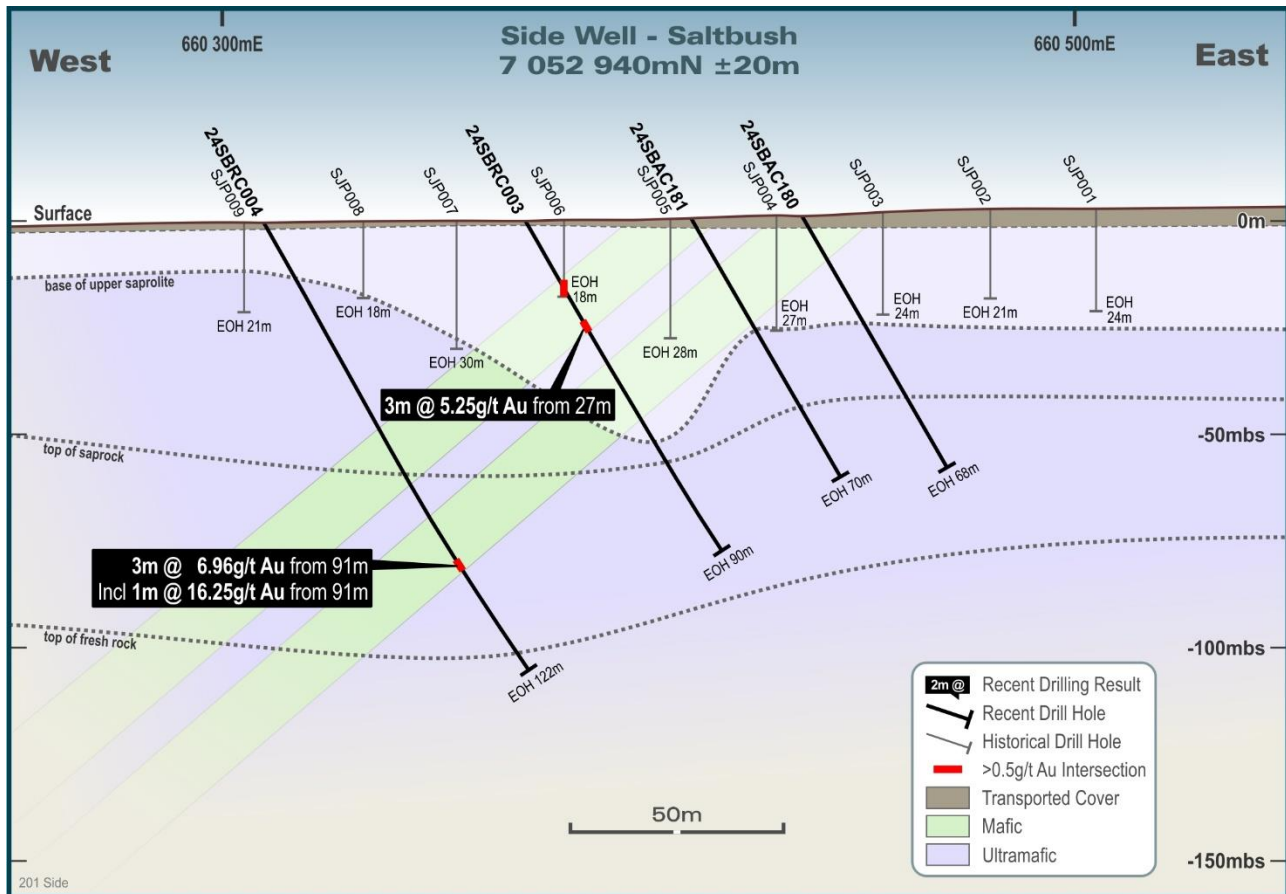 660 300mE
Side Well - Saltbush
7 052 940mN ±20m
660 500mE
West
East
24SBRC004
SJP009
SJP008
SJP007
24SBRC003
SJP006
24SBAC181
SJP005
24SBAC180
SJP004
SJP003
SJP002
SJP001
Surface
0m
base of upper saprolite
EOH 21m
EOH 18m
EOH 30m
EOH
18m
EOH 28m
EOH
27m
EOH
24m
EOH 21m
EOH
24m
3m @ 5.25g/t Au from 27m
top of saprock
-50mbs
EOH 70m
EOH 68m
EOH 90m
3m @ 6.96g/t Au from 91m
Incl 1m @ 16.25g/t Au from 91m
top of fresh rock
EOH 122m
-100mbs
2m @ Recent Drilling Result
Recent Drill Hole
Historical Drill Hole
>0.5g/t Au Intersection
Transported Cover
Mafic
Ultramafic
50m
-150mbs
201 Side